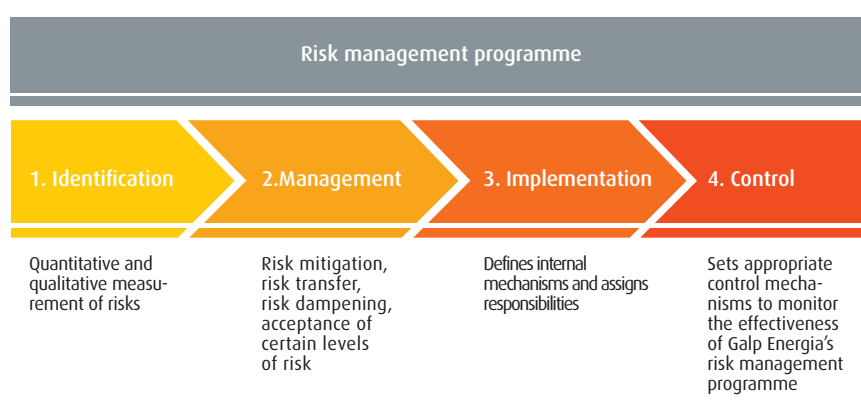 Risk management programme
1. Identification
2.Management
3. Implementation
4. Control
Quantitative and
qualitative measu-
rement of risks
Risk mitigation,
risk transfer,
risk dampening,
acceptance of
certain levels
of risk
Defines internal
mechanisms and assigns
responsibilities
Sets appropriate
control mecha-
nisms to monitor
the effectiveness
of Galp Energia’s
risk management
programme